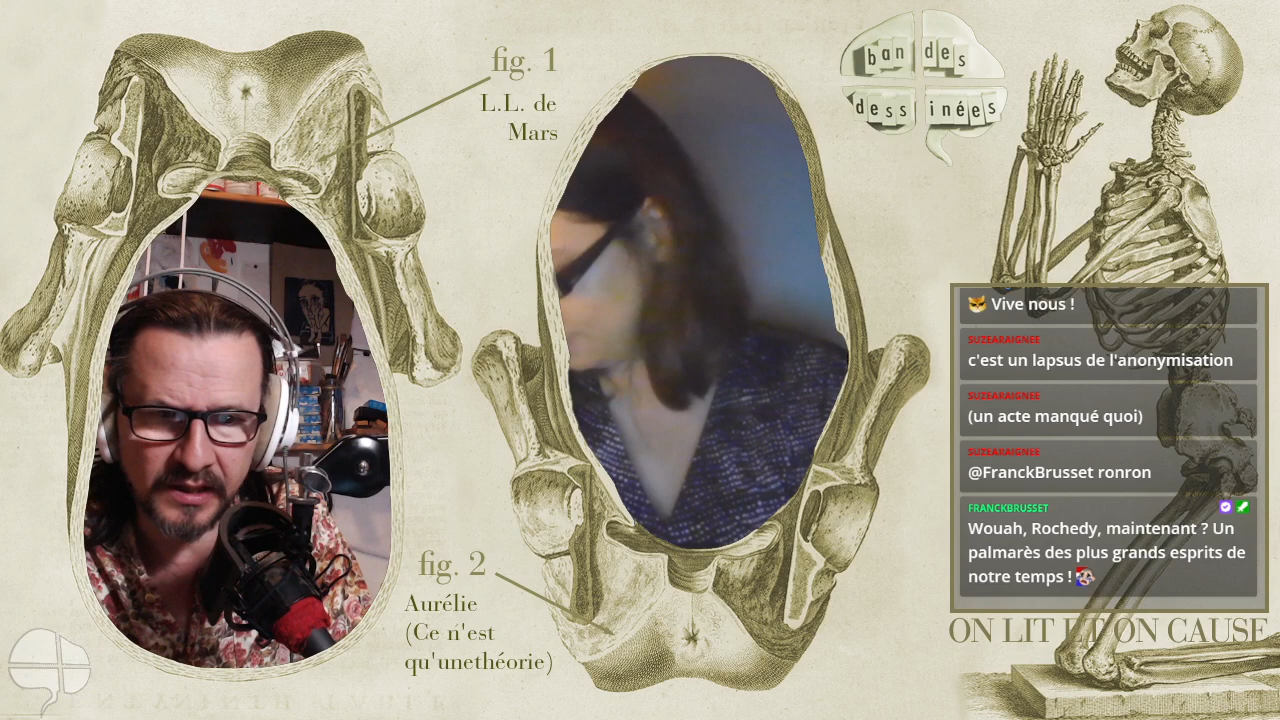 fig. 1
L.L. de
Mars
ban des
dessinées
Vive nous !
SUZEARAIGNEE
c'est un lapsus de l'anonymisation
SUZEARAIGNEE
(un acte manqué quoi)
SUZEARAIGNEE
@FranckBrusset ronron
FRANCKBRUSSET
Wouah, Rochedy, maintenant ? Un
palmarès des plus grands esprits de
notre temps !
fig. 2
Aurélie
(Ce n'est
qu'unethéorie)
ON LIT ET ON CAUSE